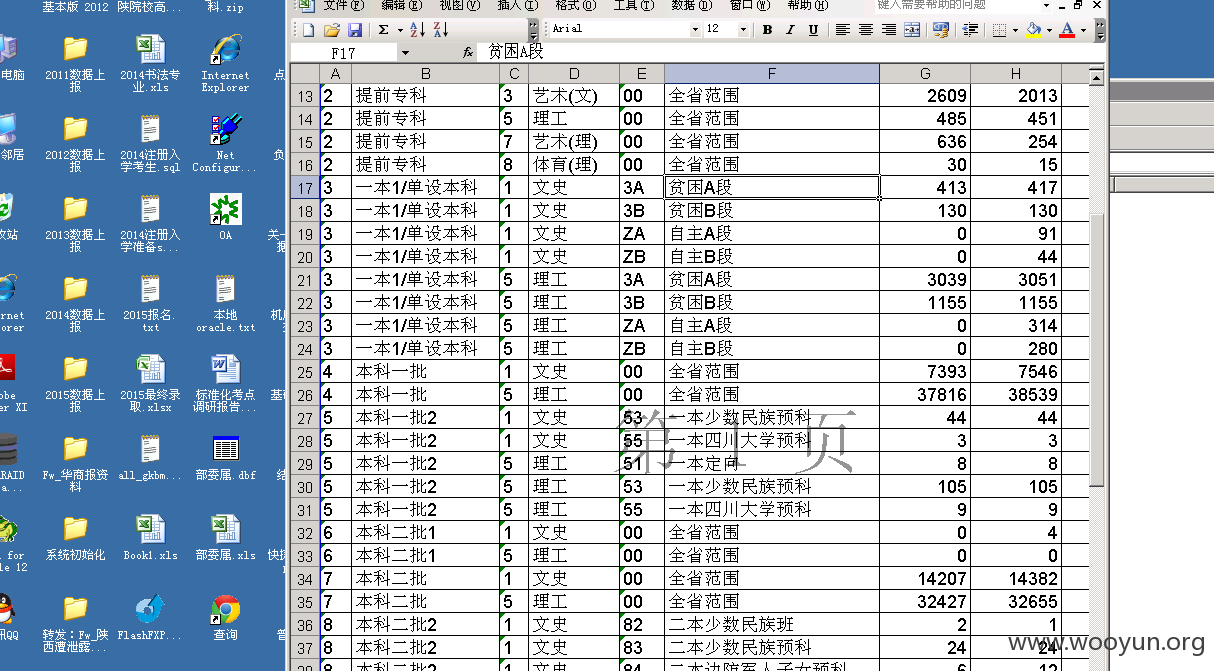 基本版 2012 陕院校高... 科.zip
电脑 2011数据上报 2014书法专业.xls Internet Explorer
邻居 2012数据上报 2014注册入学考生.sql Net Configur...
收站 2013数据上报 2014注册入学准备s... OA
rnet orer 2014数据上报 2015报名.txt 本地oracle.txt
obe er XI 2015数据上报 2015最终录取.xlsx 标准化考点调研报告...
RAID a... Fw_华商报资料 all_gkbm... 部委属.dbf
for le 12 系统初始化 Book1.xls 部委属.xls
讯QQ 转发：Fw_陕西遭泄露... FlashFXP... 查询
文件(F) 编辑(E) 视图(V) 插入(I) 格式(O) 工具(T) 数据(D) 窗口(W) 帮助(H) 键入需要帮助的问题
Arial 12 B I U
F17 fx 贫困A段
A B C D E F G H
13 2 提前专科 3 艺术(文) 00 全省范围 2609 2013
14 2 提前专科 5 理工 00 全省范围 485 451
15 2 提前专科 7 艺术(理) 00 全省范围 636 254
16 2 提前专科 8 体育(理) 00 全省范围 30 15
17 3 一本1/单设本科 1 文史 3A 贫困A段 413 417
18 3 一本1/单设本科 1 文史 3B 贫困B段 130 130
19 3 一本1/单设本科 1 文史 ZA 自主A段 0 91
20 3 一本1/单设本科 1 文史 ZB 自主B段 0 44
21 3 一本1/单设本科 5 理工 3A 贫困A段 3039 3051
22 3 一本1/单设本科 5 理工 3B 贫困B段 1155 1155
23 3 一本1/单设本科 5 理工 ZA 自主A段 0 314
24 3 一本1/单设本科 5 理工 ZB 自主B段 0 280
25 4 本科一批 1 文史 00 全省范围 7393 7546
26 4 本科一批 5 理工 00 全省范围 37816 38539
27 5 本科一批2 1 文史 53 一本少数民族预科 44 44
28 5 本科一批2 1 文史 55 一本四川大学预科 3 3
29 5 本科一批2 5 理工 51 一本定向 8 8
30 5 本科一批2 5 理工 53 一本少数民族预科 105 105
31 5 本科一批2 5 理工 55 一本四川大学预科 9 9
32 6 本科二批1 1 文史 00 全省范围 0 4
33 6 本科二批1 5 理工 00 全省范围 0 0
34 7 本科二批 1 文史 00 全省范围 14207 14382
35 7 本科二批 5 理工 00 全省范围 32427 32655
36 8 本科二批2 1 文史 82 二本少数民族班 2 1
37 8 本科二批2 1 文史 83 二本少数民族预科 24 24
8 本科二批2 1 文史 84 二本边防军人子女预科 6 12
第 1 页
www.wooyun.org